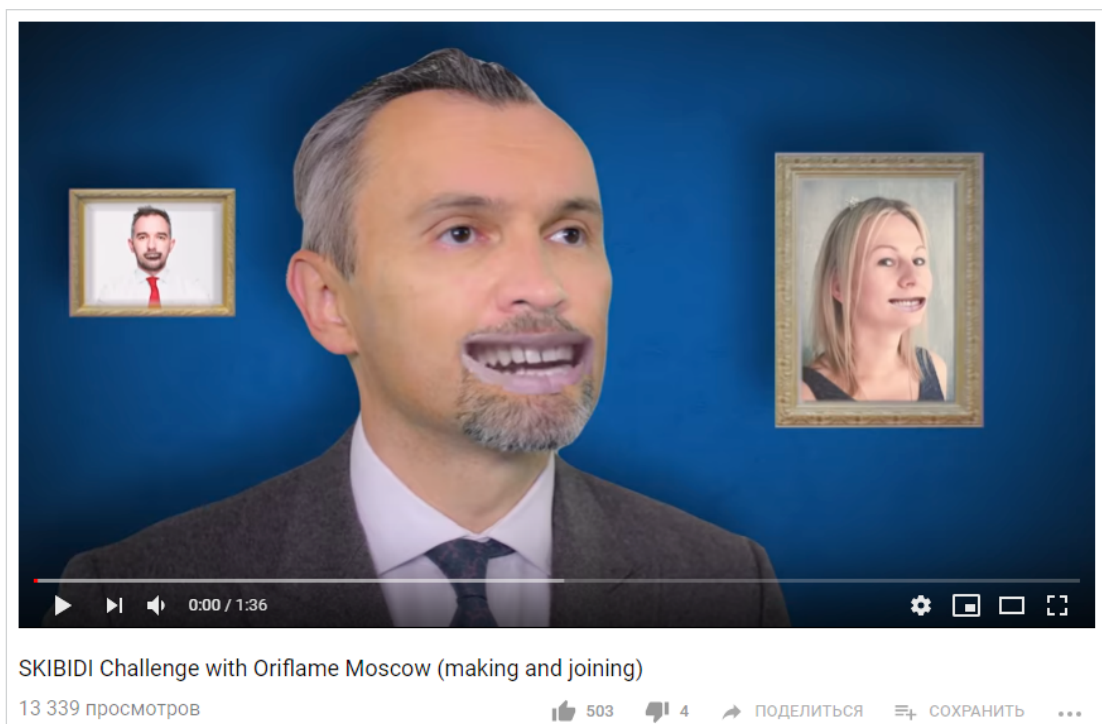 0:00 / 1:36
SKIBIDI Challenge with Oriflame Moscow (making and joining)
13 339 просмотров
503
4
ПОДЕЛИТЬСЯ
СОХРАНИТЬ